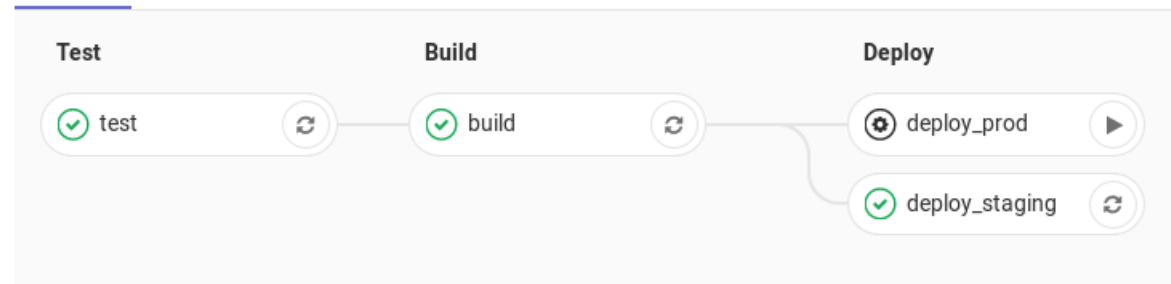 Test
Build
Deploy
test
build
deploy_prod
deploy_staging